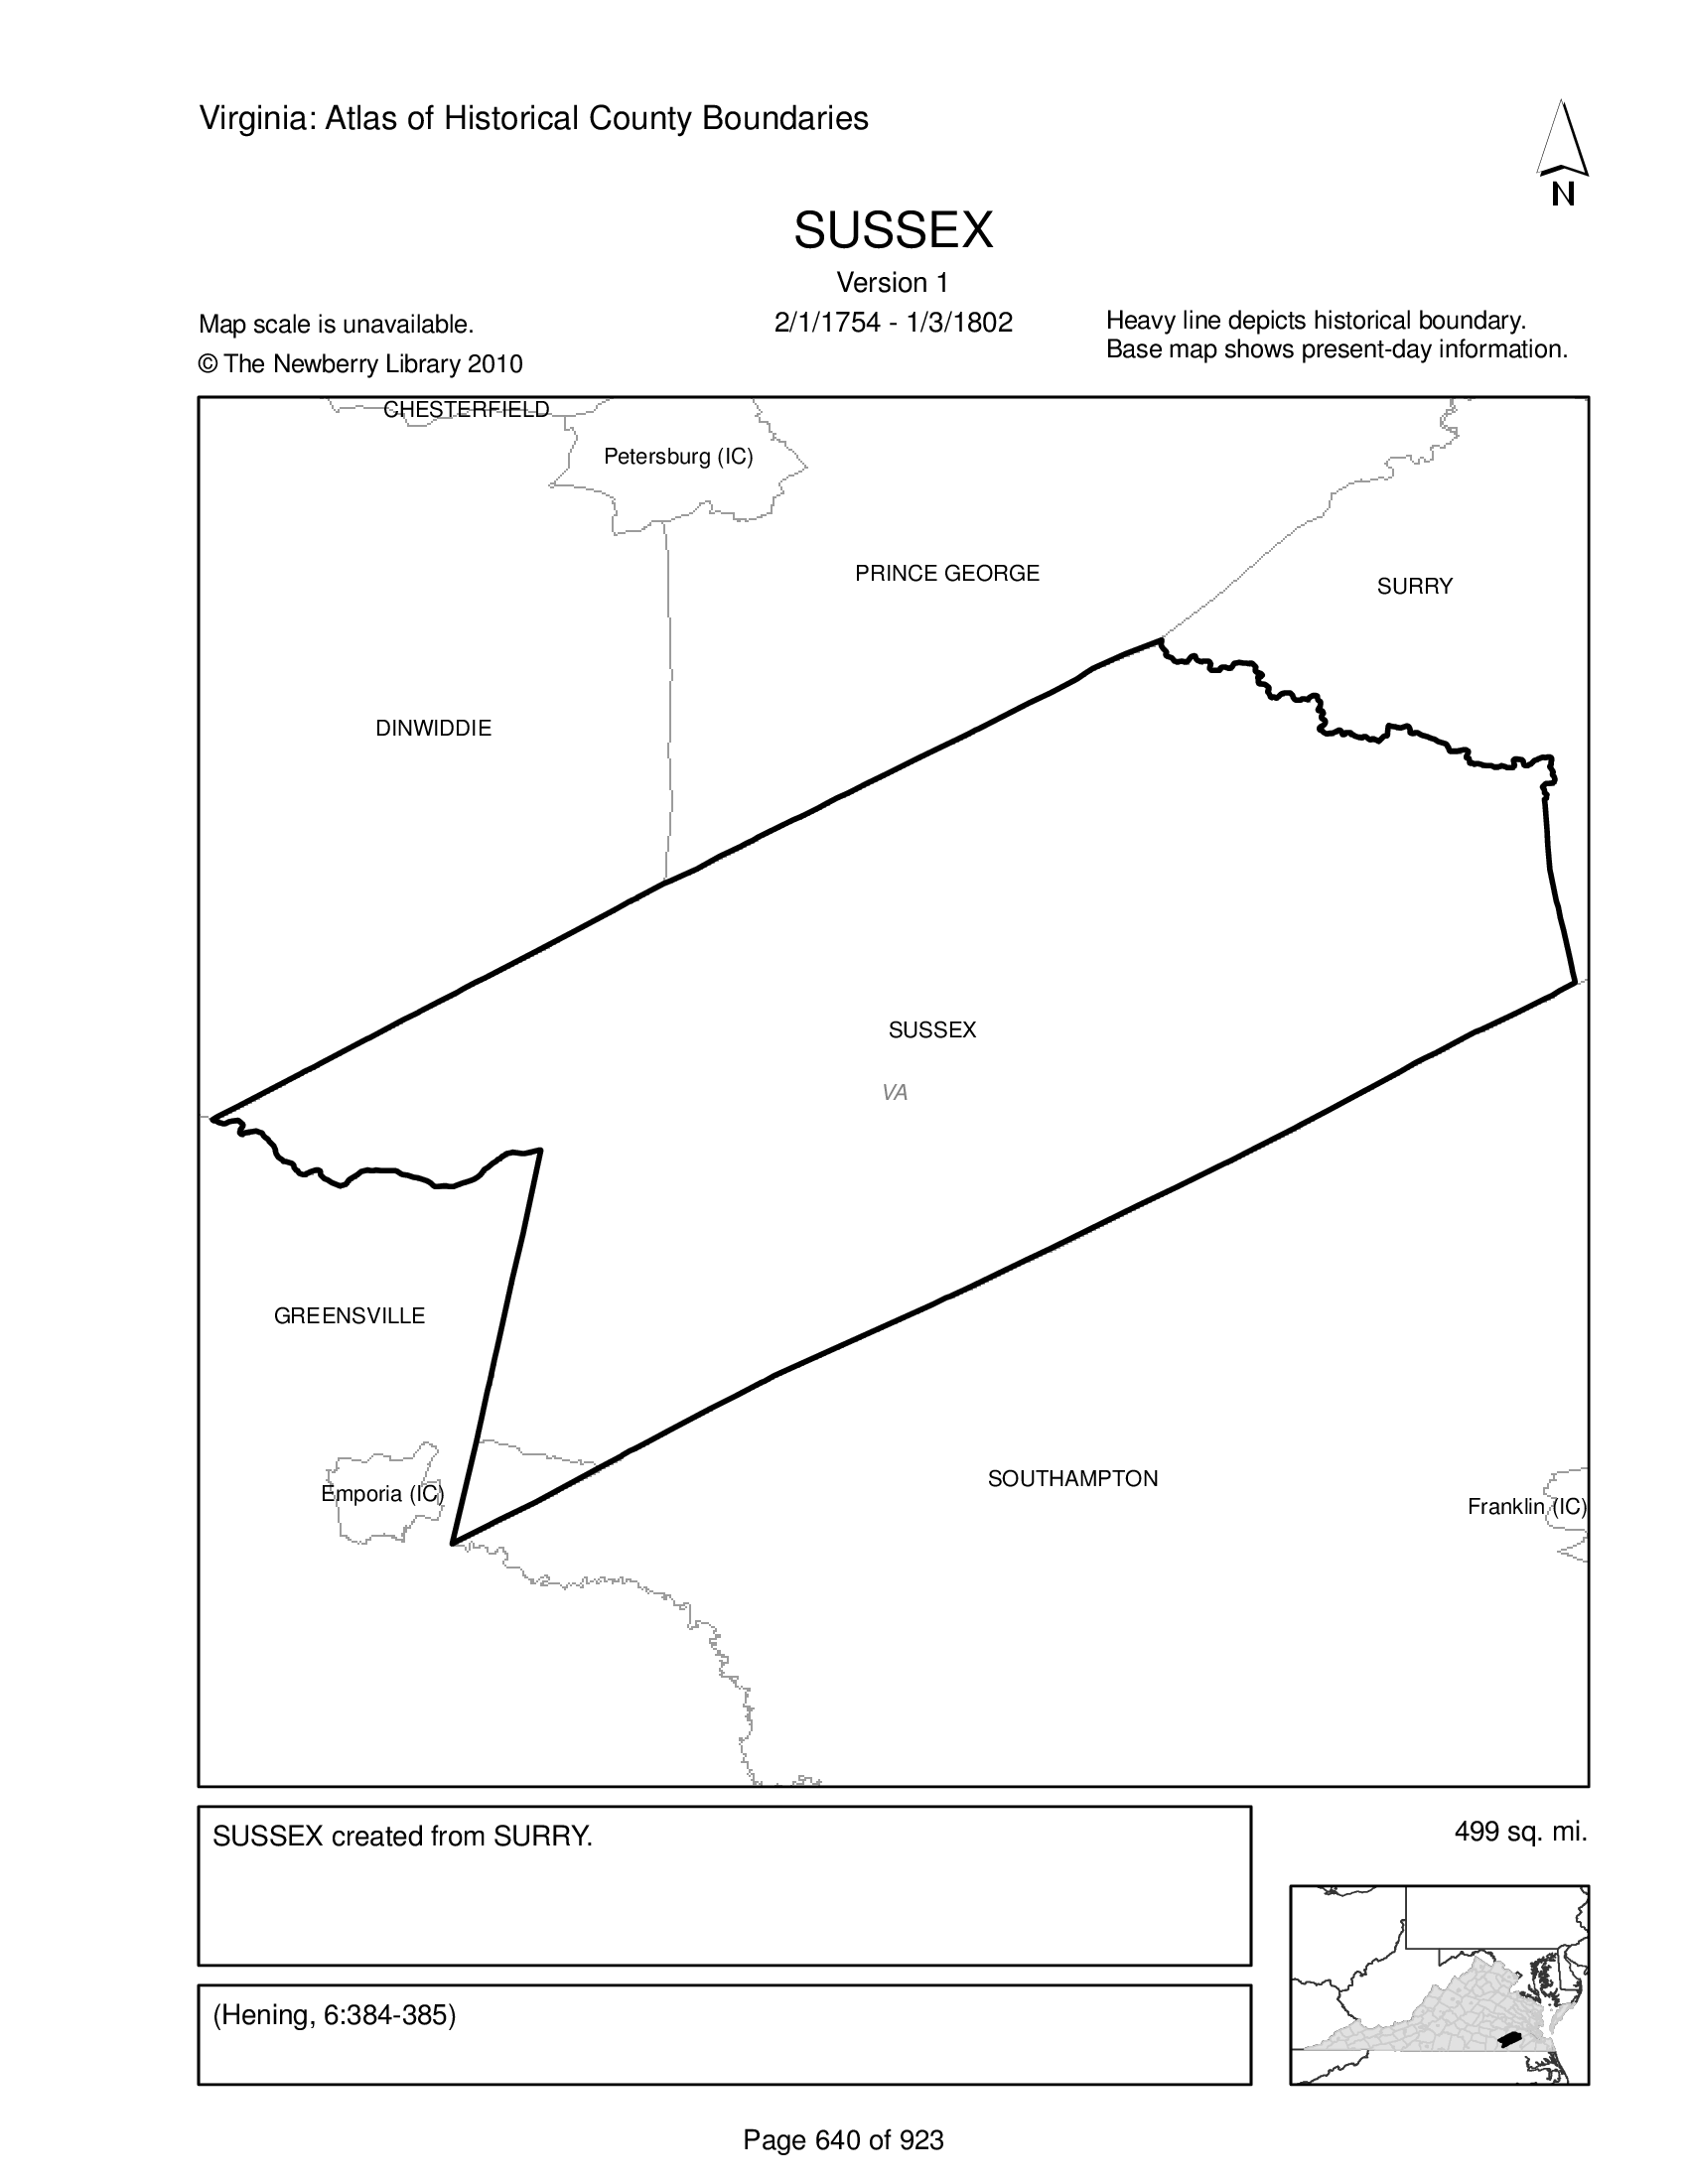 Virginia: Atlas of Historical County Boundaries
N
SUSSEX
Version 1
2/1/1754 - 1/3/1802
Map scale is unavailable.
© The Newberry Library 2010
Heavy line depicts historical boundary.
Base map shows present-day information.
CHESTERFIELD
Petersburg (IC)
PRINCE GEORGE
SURRY
DINWIDDIE
SUSSEX
VA
GREENSVILLE
SOUTHAMPTON
Emporia (IC)
Franklin (IC)
SUSSEX created from SURRY.
499 sq. mi.
(Hening, 6:384-385)
Page 640 of 923